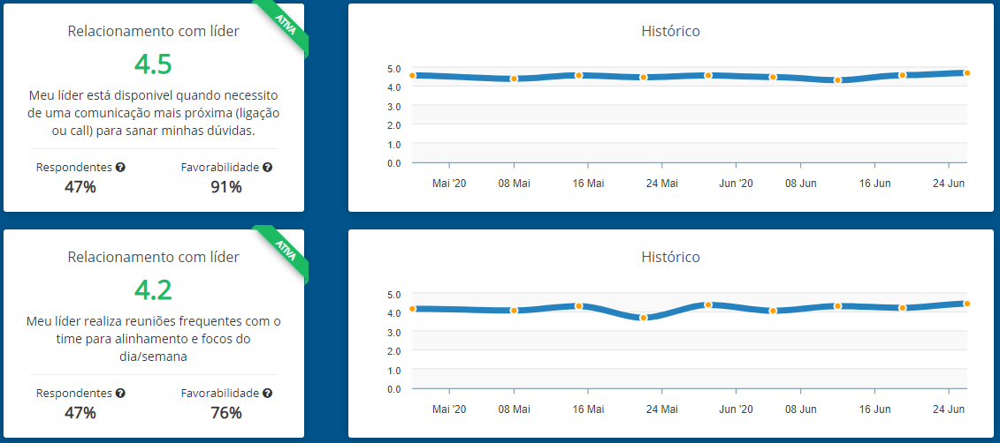 Relacionamento com líder
ATIVA
4.5
Meu líder está disponivel quando necessito
de uma comunicação mais próxima (ligação
ou call) para sanar minhas dúvidas.
Respondentes ?
Favorabilidade ?
47%
91%
Histórico
5.0
4.0
3.0
2.0
1.0
0.0
Mai '20
08 Mai
16 Mai
24 Mai
Jun '20
08 Jun
16 Jun
24 Jun
Relacionamento com líder
ATIVA
4.2
Meu líder realiza reuniões frequentes com o
time para alinhamento e focos do
dia/semana
Respondentes ?
Favorabilidade ?
47%
76%
Histórico
5.0
4.0
3.0
2.0
1.0
0.0
Mai '20
08 Mai
16 Mai
24 Mai
Jun '20
08 Jun
16 Jun
24 Jun